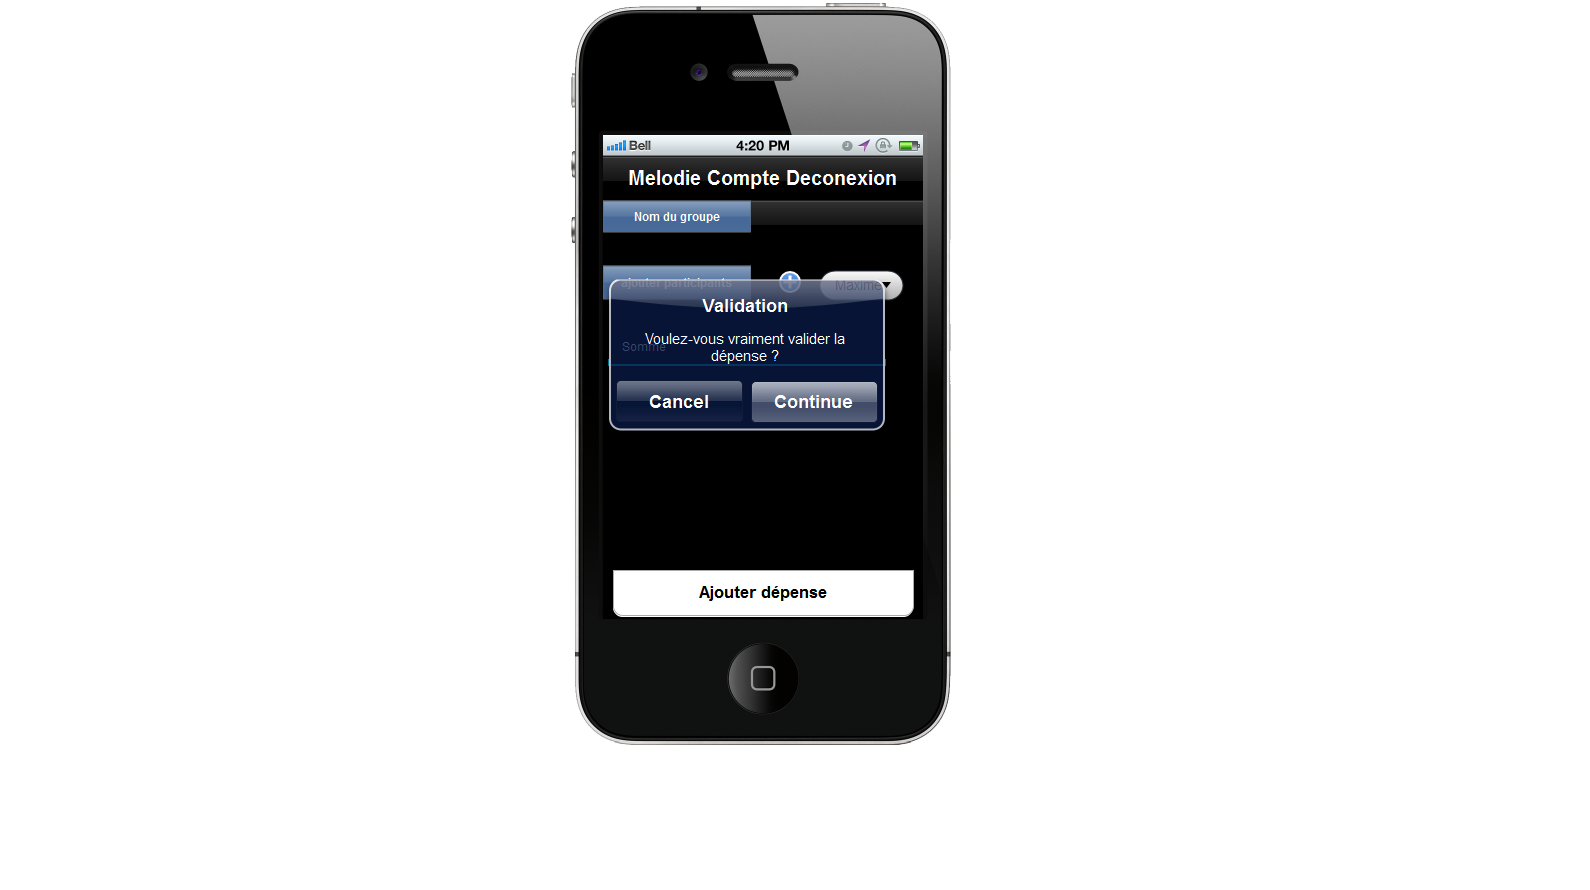 Bell 4:20 PM
Melodie Compte Deconexion
Nom du groupe
ajouter participants
Maxime
Validation
Voulez-vous vraiment valider la
dépense ?
Somme
Cancel Continue
Ajouter dépense